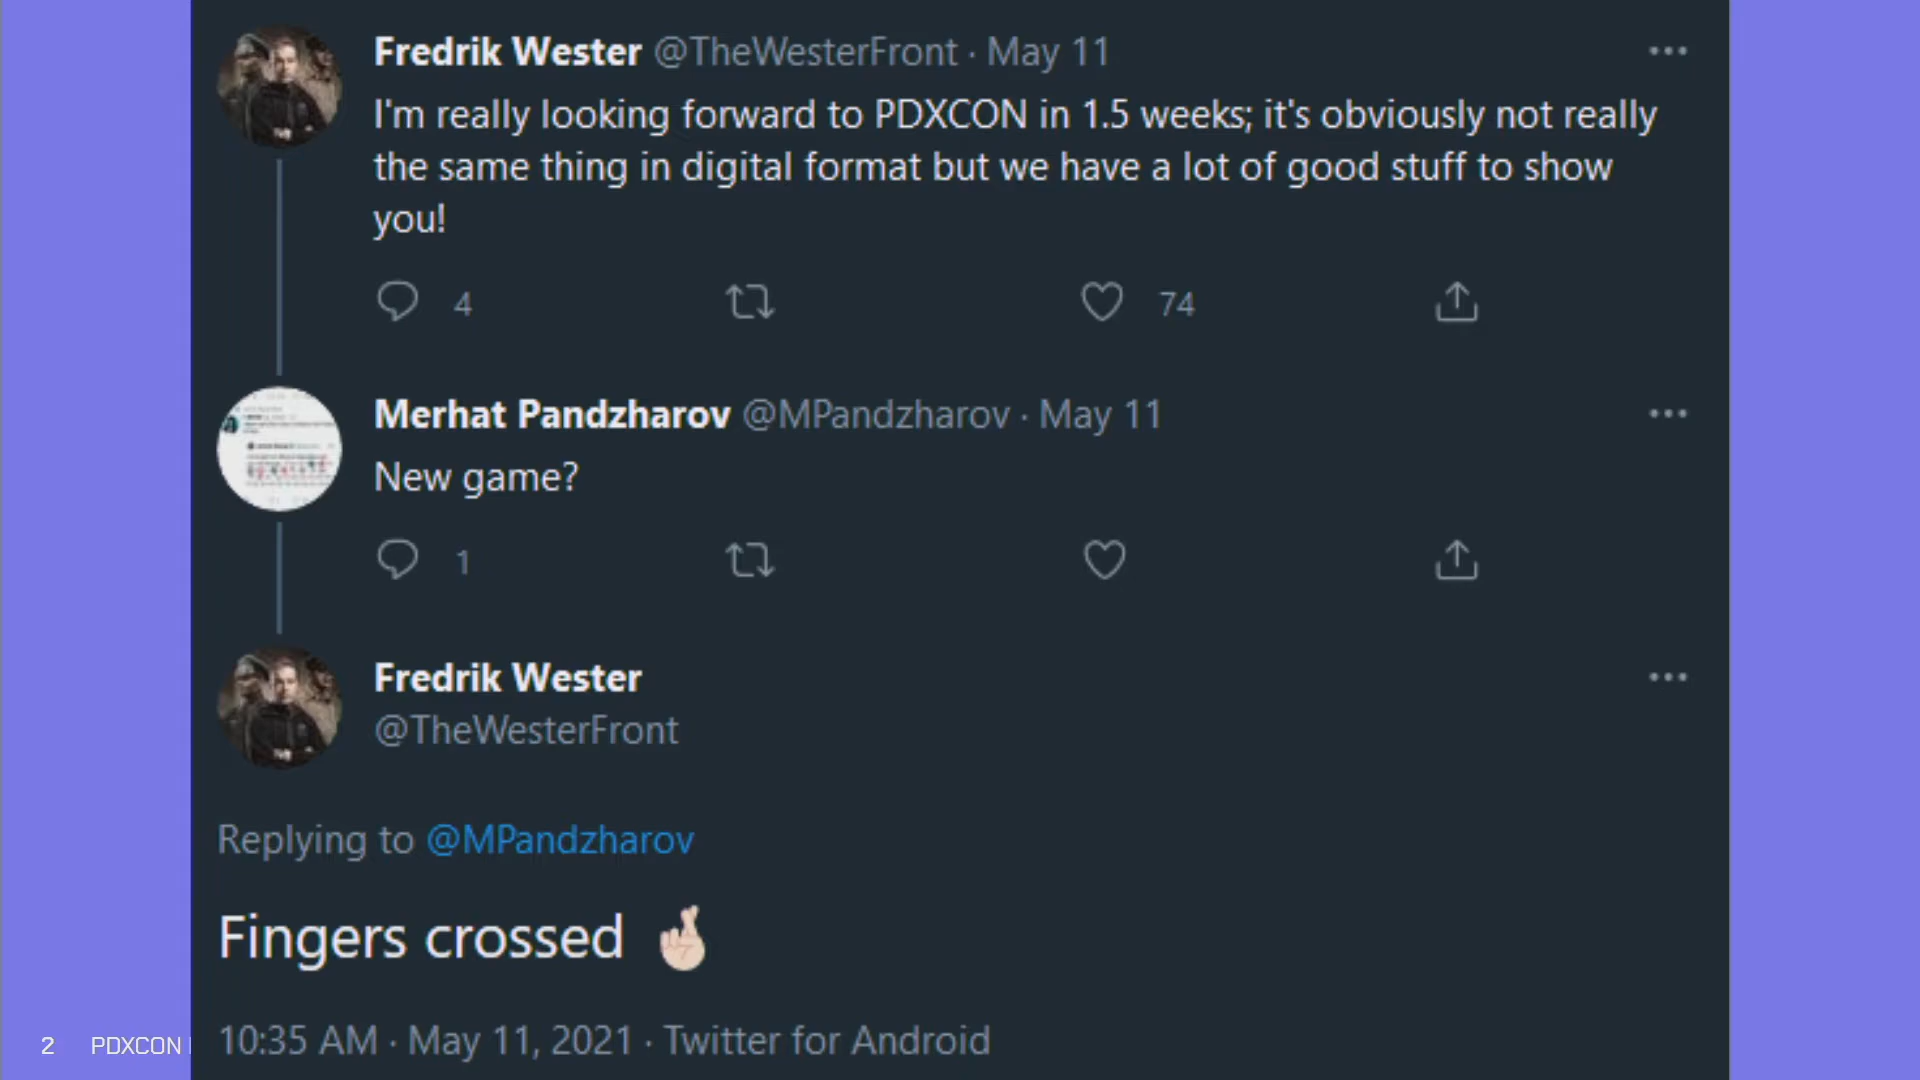 Fredrik Wester @TheWesterFront · May 11
I'm really looking forward to PDXCON in 1.5 weeks; it's obviously not really
the same thing in digital format but we have a lot of good stuff to show
you!
4 74
Merhat Pandzharov @MPandzharov · May 11
New game?
1
Fredrik Wester
@TheWesterFront
Replying to @MPandzharov
Fingers crossed 🤞🏻
10:35 AM · May 11, 2021 · Twitter for Android
2 PDXCON